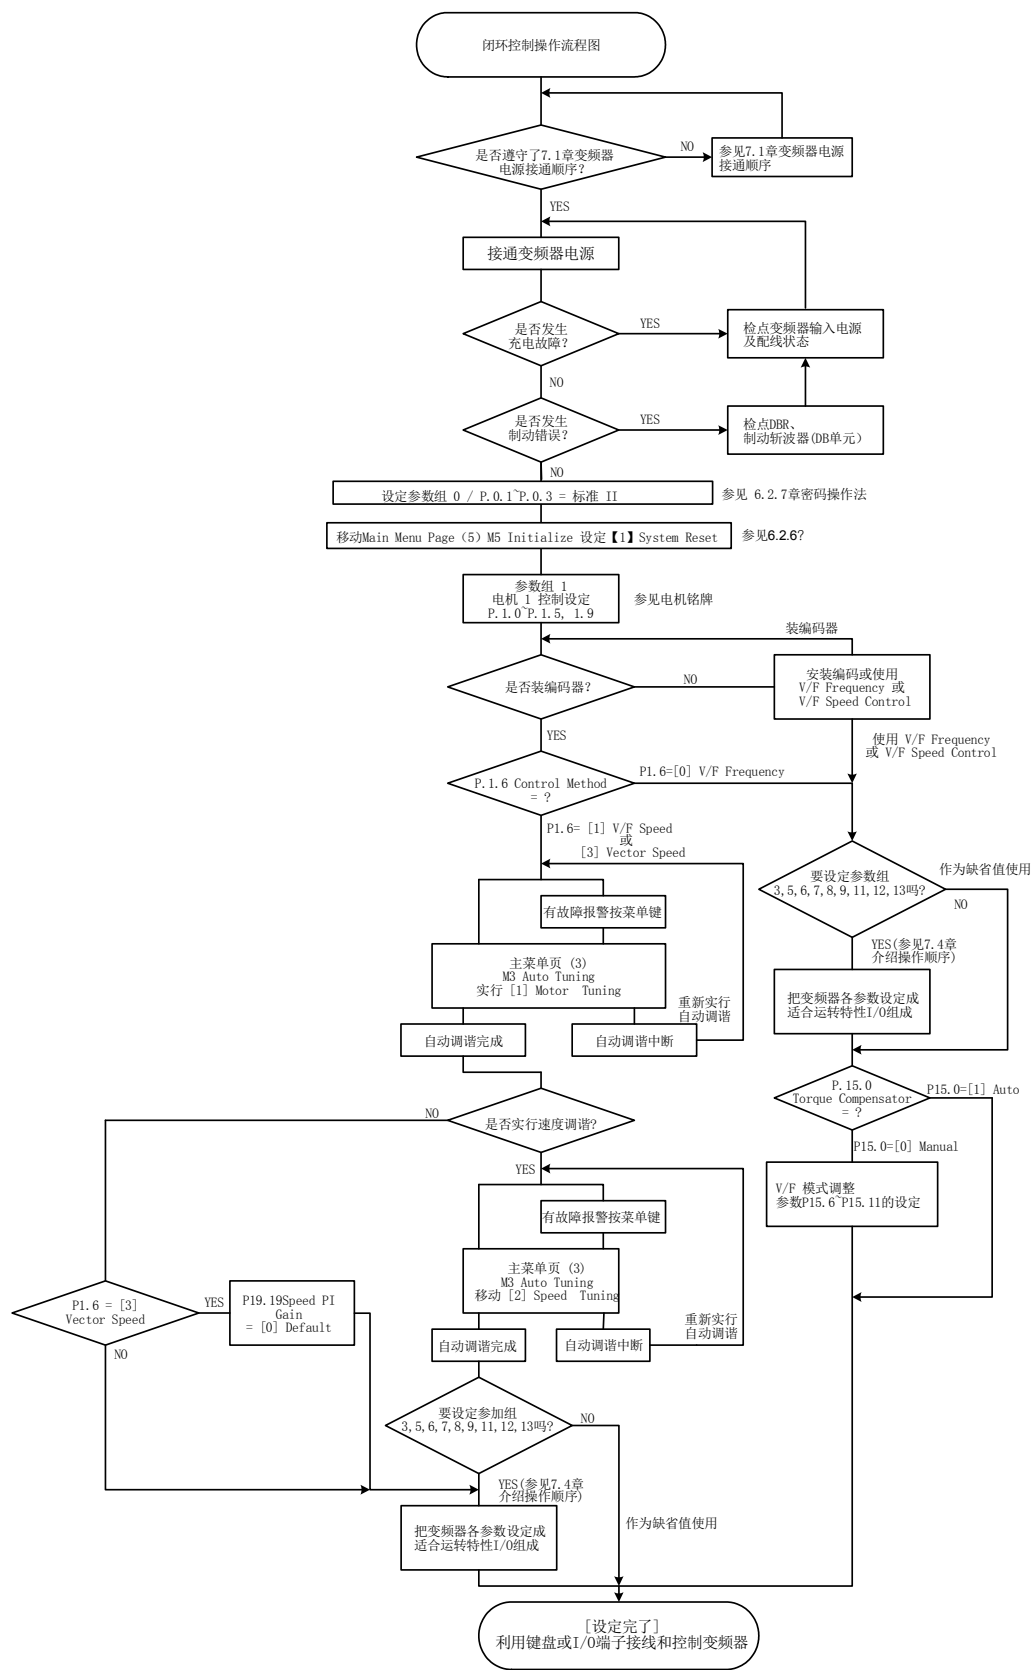 闭环控制操作流程图
是否遵守了7.1章变频器
电源接通顺序?
NO
参见7.1章变频器电源
接通顺序
YES
接通变频器电源
是否发生
充电故障?
YES
检点变频器输入电源
及配线状态
NO
是否发生
制动错误?
YES
检点DBR、
制动斩波器(DB单元)
NO
设定参数组 0 / P.0.1~P.0.3 = 标准 II
参见 6.2.7章密码操作法
移动Main Menu Page（5）M5 Initialize 设定【1】System Reset
参见6.2.6?
参数组 1
电机 1 控制设定
P.1.0~P.1.5, 1.9
参见电机铭牌
装编码器
是否装编码器?
NO
安装编码或使用
V/F Frequency 或
V/F Speed Control
YES
使用 V/F Frequency
或 V/F Speed Control
P.1.6 Control Method
= ?
P1.6=[0] V/F Frequency
P1.6= [1] V/F Speed
或
[3] Vector Speed
要设定参数组
3,5,6,7,8,9,11,12,13吗?
作为缺省值使用
NO
有故障报警按菜单键
YES(参见7.4章
介绍操作顺序)
主菜单页 (3)
M3 Auto Tuning
实行 [1] Motor Tuning
把变频器各参数设定成
适合运转特性I/O组成
重新实行
自动调谐
自动调谐完成
自动调谐中断
P.15.0
Torque Compensator
= ?
P15.0=[1] Auto
NO
是否实行速度调谐?
P15.0=[0] Manual
YES
V/F 模式调整
参数P15.6~P15.11的设定
有故障报警按菜单键
主菜单页 (3)
M3 Auto Tuning
移动 [2] Speed Tuning
P1.6 = [3]
Vector Speed
YES
P19.19Speed PI
Gain
= [0] Default
重新实行
自动调谐
NO
自动调谐完成
自动调谐中断
要设定参加组
3,5,6,7,8,9,11,12,13吗?
NO
YES(参见7.4章
介绍操作顺序)
把变频器各参数设定成
适合运转特性I/O组成
作为缺省值使用
[设定完了]
利用键盘或I/O端子接线和控制变频器